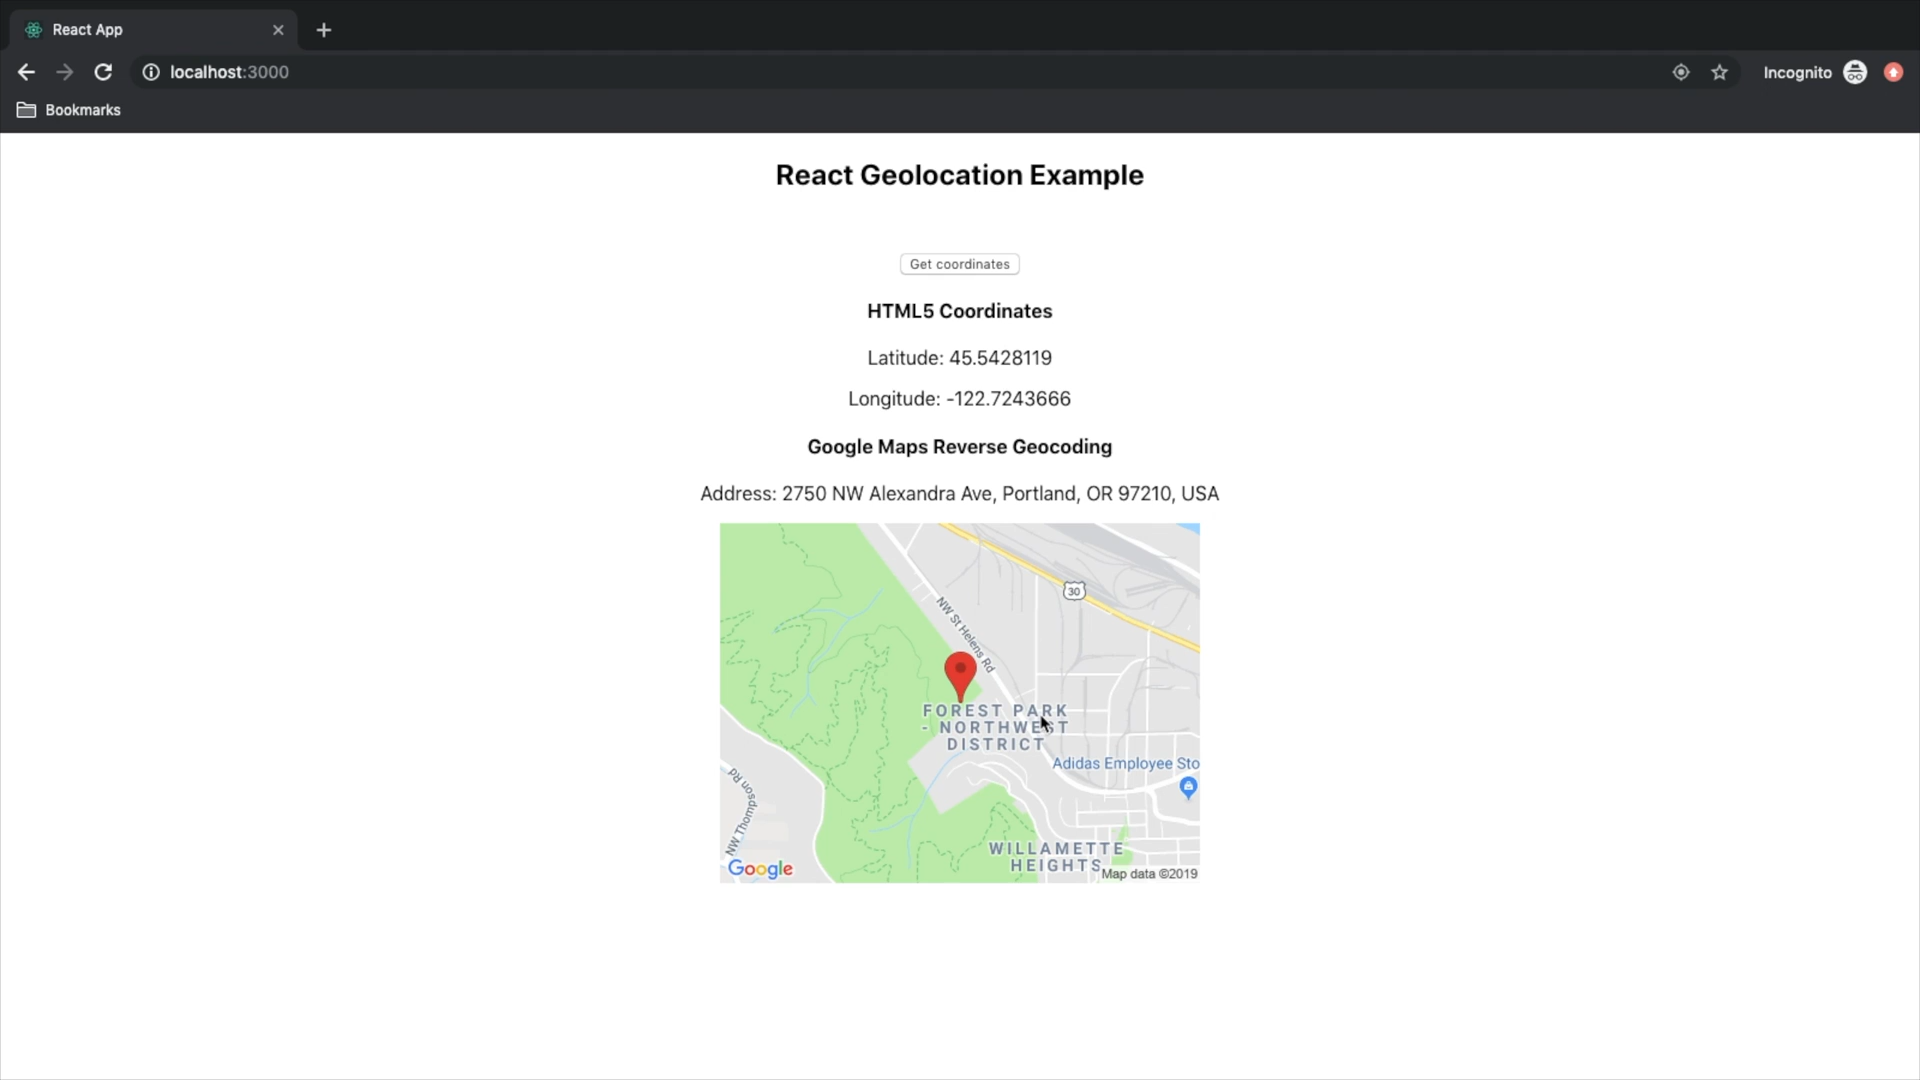 React App
localhost:3000
Incognito
Bookmarks
React Geolocation Example
Get coordinates
HTML5 Coordinates
Latitude: 45.5428119
Longitude: -122.7243666
Google Maps Reverse Geocoding
Address: 2750 NW Alexandra Ave, Portland, OR 97210, USA
30
NW St Helens Rd
FOREST PARK
- NORTHWEST
DISTRICT
Adidas Employee Sto
NW Thompson Rd
WILLAMETTE
HEIGHTS
Google
Map data ©2019